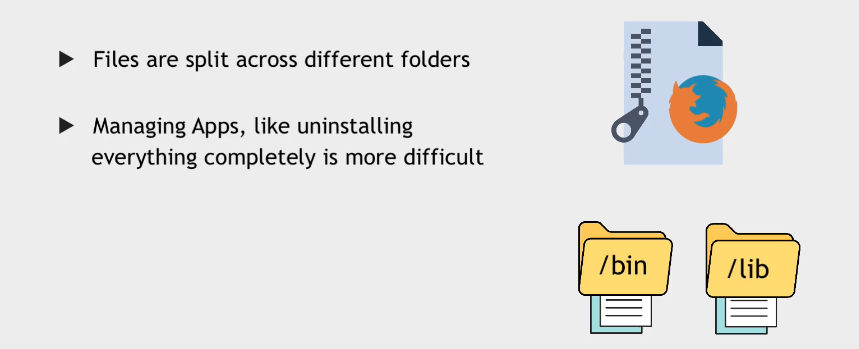 ▶ Files are split across different folders
▶ Managing Apps, like uninstalling
everything completely is more difficult
/bin
/lib